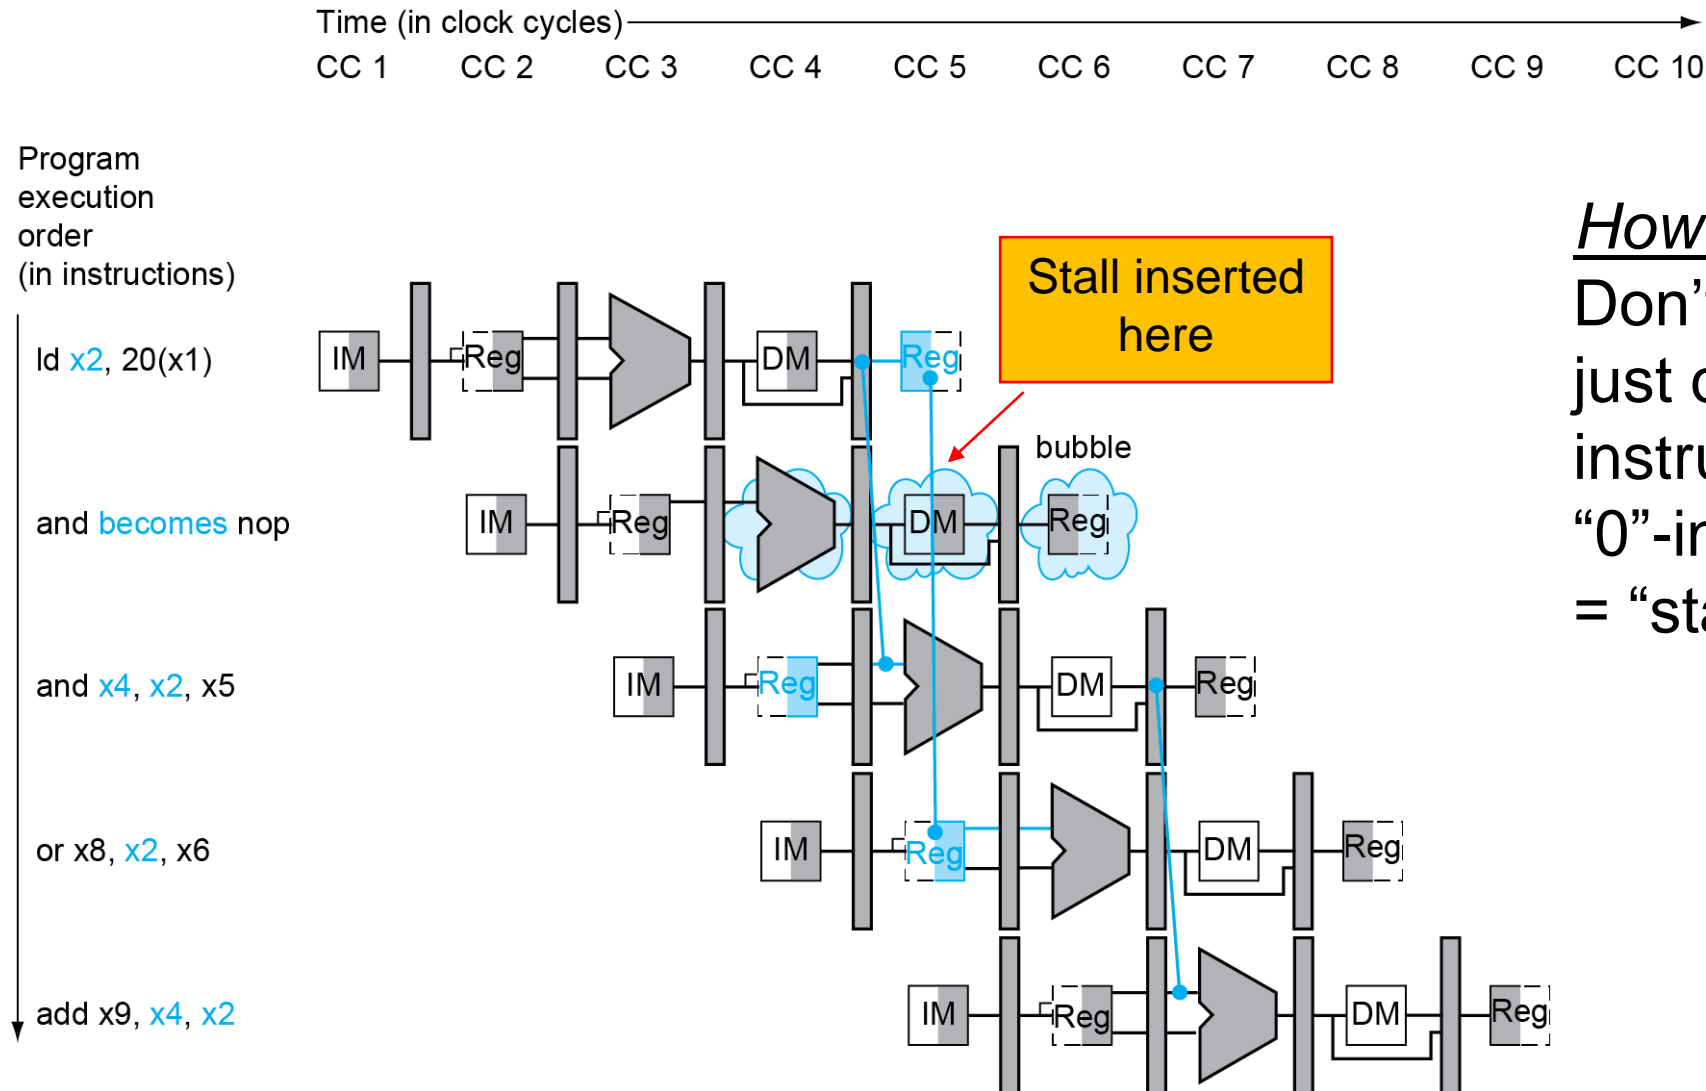 Time (in clock cycles)
CC 1 CC 2 CC 3 CC 4 CC 5 CC 6 CC 7 CC 8 CC 9 CC 10
Program
execution
order
(in instructions)
How
Don’
just
instru
“0”-in
= “sta
Stall inserted
here
ld x2, 20(x1)
IM Reg DM Reg
bubble
and becomes nop
IM Reg DM Reg
and x4, x2, x5
IM Reg DM Reg
or x8, x2, x6
IM Reg DM Reg
add x9, x4, x2
IM Reg DM Reg